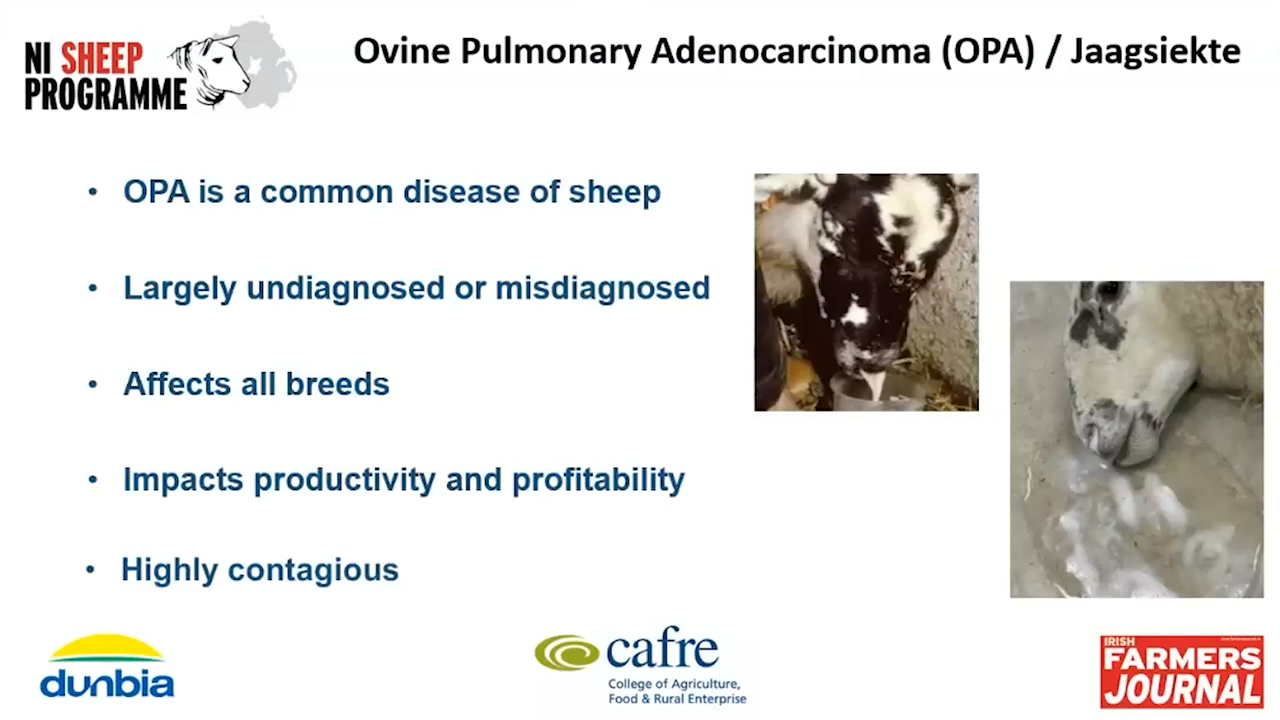 NI SHEEP
PROGRAMME
Ovine Pulmonary Adenocarcinoma (OPA) / Jaagsiekte
• OPA is a common disease of sheep
• Largely undiagnosed or misdiagnosed
• Affects all breeds
• Impacts productivity and profitability
• Highly contagious
dunbia
cafre
College of Agriculture,
Food & Rural Enterprise
IRISH
FARMERS
JOURNAL